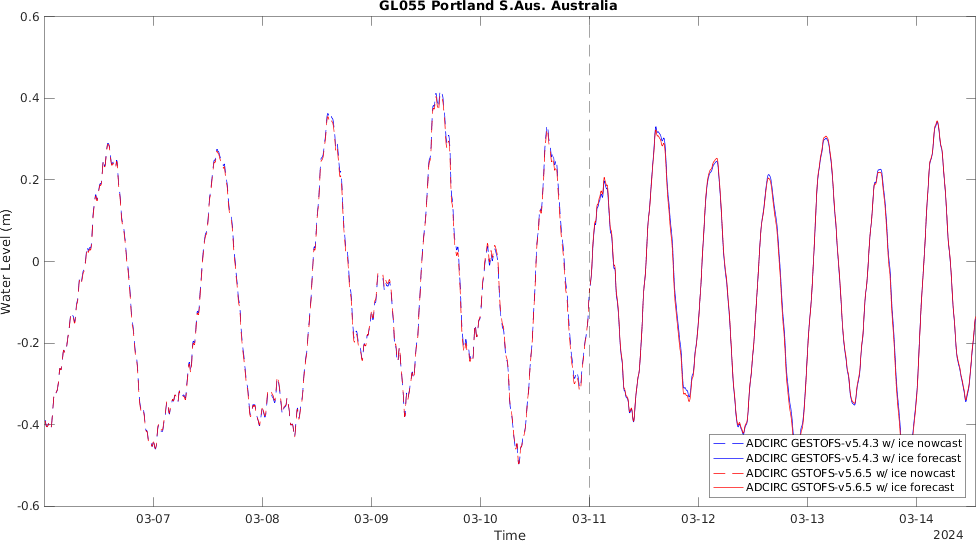 GL055 Portland S.Aus. Australia
0.6
0.4
0.2
0
-0.2
-0.4
-0.6
Water Level (m)
03-07
03-08
03-09
03-10
03-11
03-12
03-13
03-14
Time
2024
ADCIRC GESTOFS-v5.4.3 w/ ice nowcast
ADCIRC GESTOFS-v5.4.3 w/ ice forecast
ADCIRC GSTOFS-v5.6.5 w/ ice nowcast
ADCIRC GSTOFS-v5.6.5 w/ ice forecast